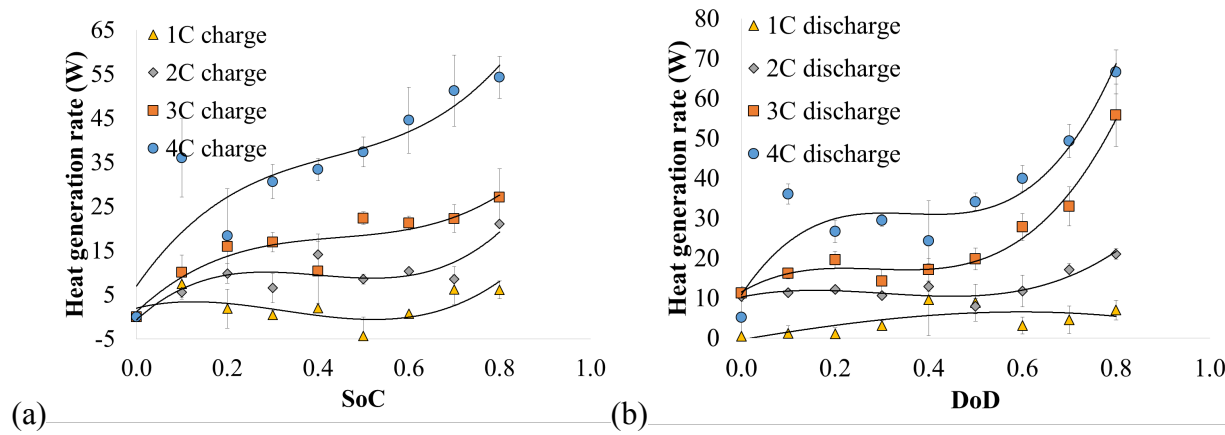 65
55
45
35
25
15
5
-5
Heat generation rate (W)
1C charge
2C charge
3C charge
4C charge
0.0 0.2 0.4 0.6 0.8 1.0
SoC
(a)
80
70
60
50
40
30
20
10
0
Heat generation rate (W)
1C discharge
2C discharge
3C discharge
4C discharge
0.0 0.2 0.4 0.6 0.8 1.0
DoD
(b)